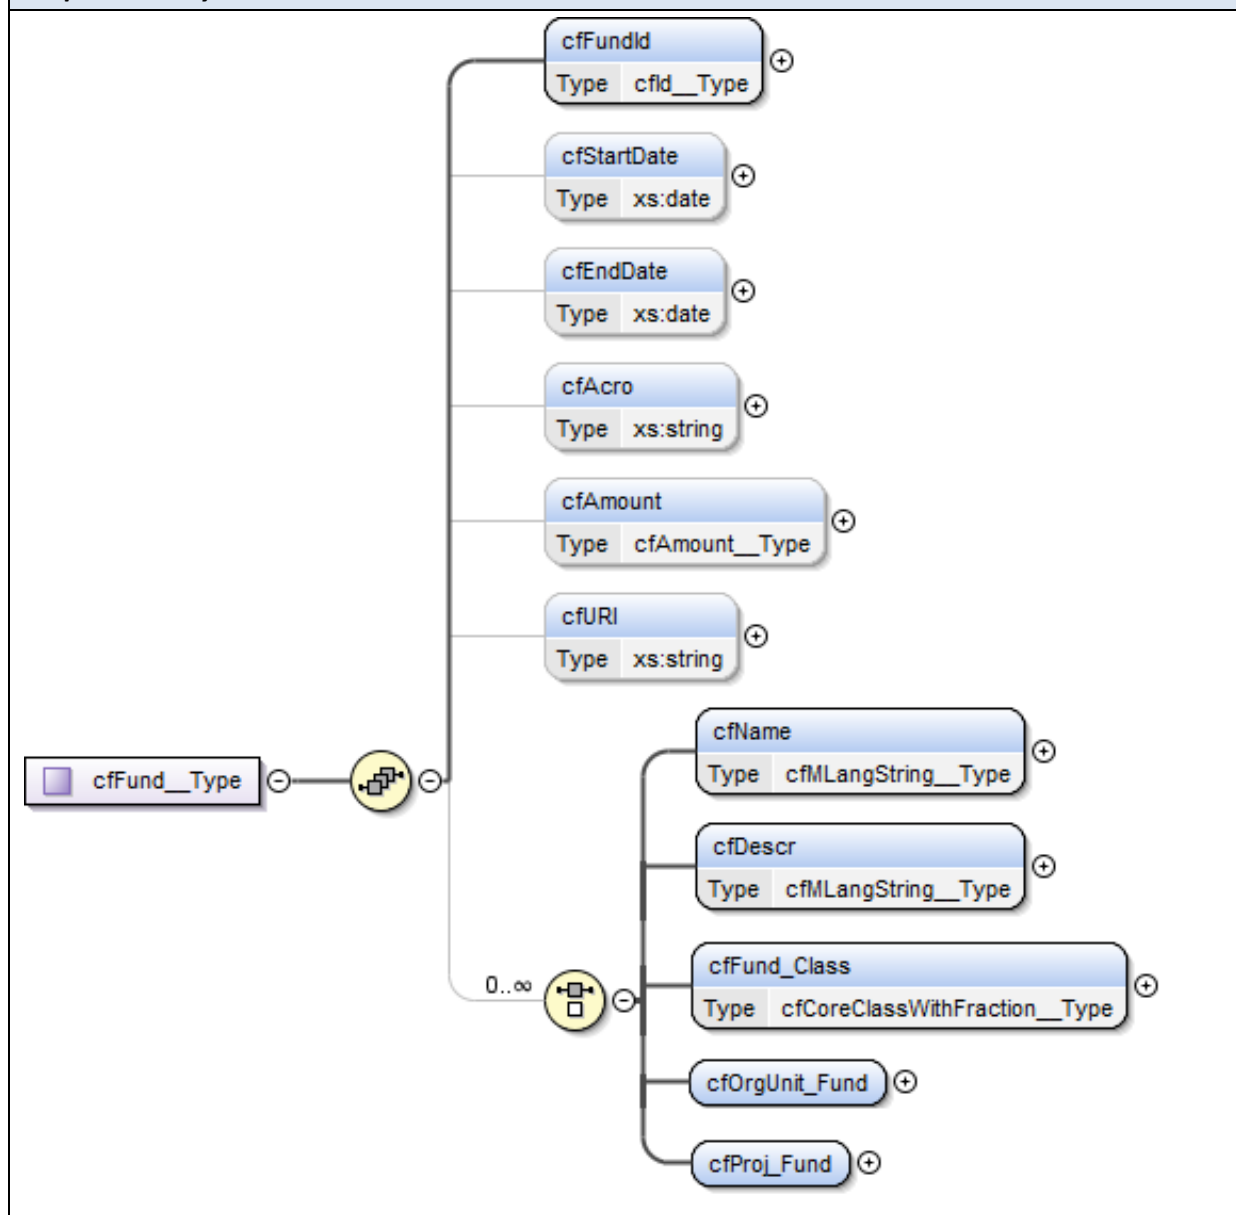 cfFundId
Type cfId__Type
cfStartDate
Type xs:date
cfEndDate
Type xs:date
cfAcro
Type xs:string
cfAmount
Type cfAmount__Type
cfURI
Type xs:string
cfName
Type cfMLangString__Type
cfFund__Type
cfDescr
Type cfMLangString__Type
cfFund_Class
0..∞
Type cfCoreClassWithFraction__Type
cfOrgUnit_Fund
cfProj_Fund